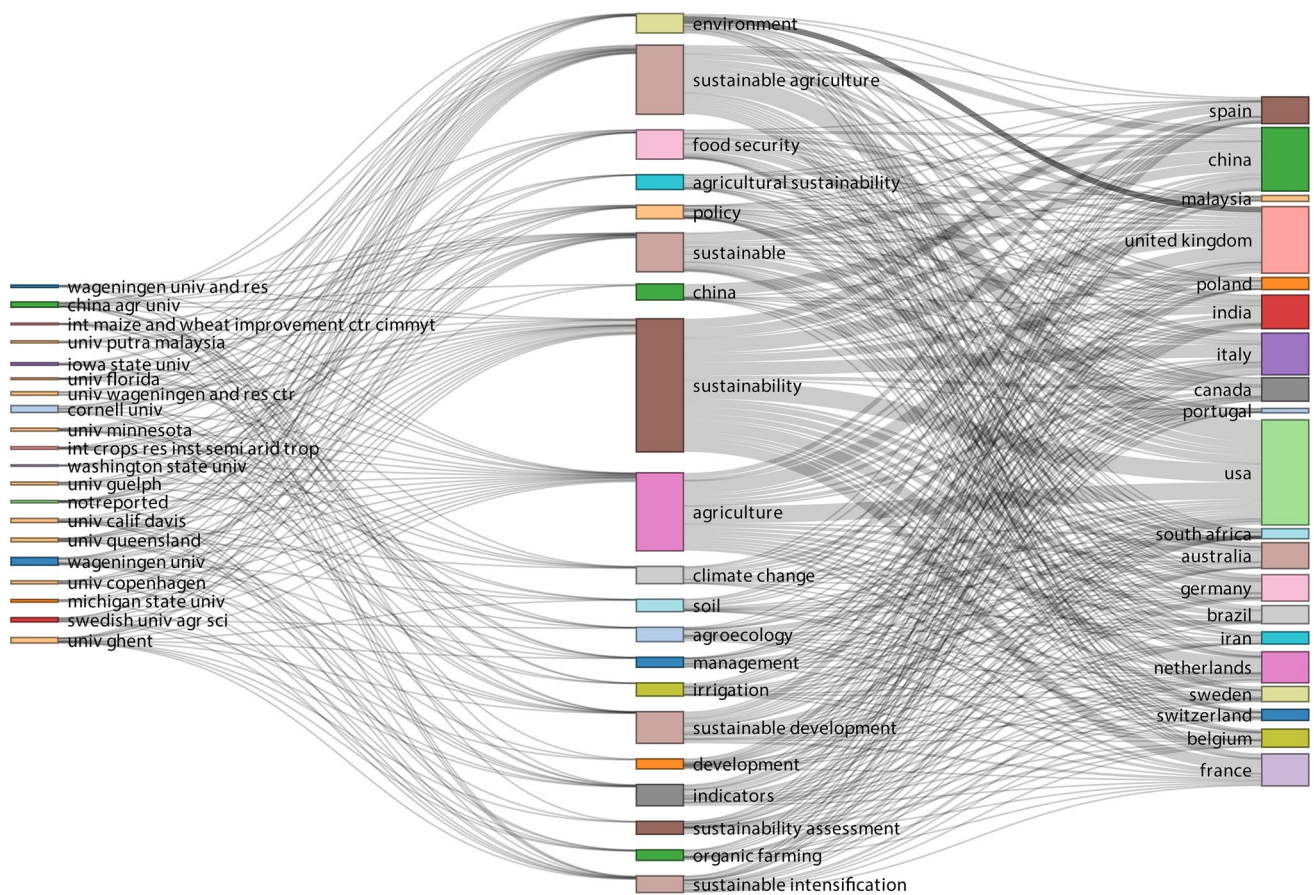 wageningen univ and res
china agr univ
int maize and wheat improvement ctr cimmyt
univ putra malaysia
iowa state univ
univ florida
univ wageningen and res ctr
cornell univ
univ minnesota
int crops res inst semi arid trop
washington state univ
univ guelph
notreported
univ calif davis
univ queensland
wageningen univ
univ copenhagen
michigan state univ
swedish univ agr sci
univ ghent
environment
sustainable agriculture
food security
agricultural sustainability
policy
sustainable
china
sustainability
agriculture
climate change
soil
agroecology
management
irrigation
sustainable development
development
indicators
sustainability assessment
organic farming
sustainable intensification
spain
china
malaysia
united kingdom
poland
india
italy
canada
portugal
usa
south africa
australia
germany
brazil
iran
netherlands
sweden
switzerland
belgium
france